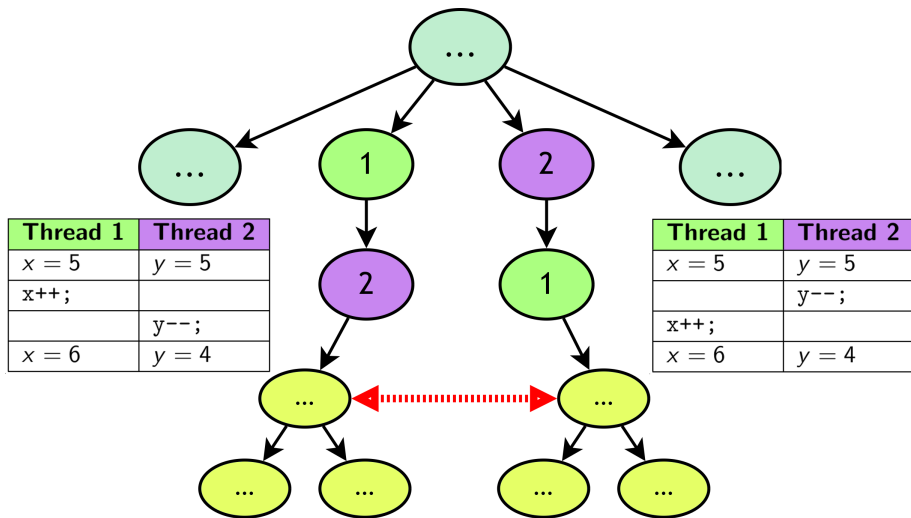 ...
... 1 2 ...
Thread 1 Thread 2
x = 5 y = 5
x++;
y--;
x = 6 y = 4
2 1
Thread 1 Thread 2
x = 5 y = 5
y--;
x++;
x = 6 y = 4
... ...
... ... ... ...